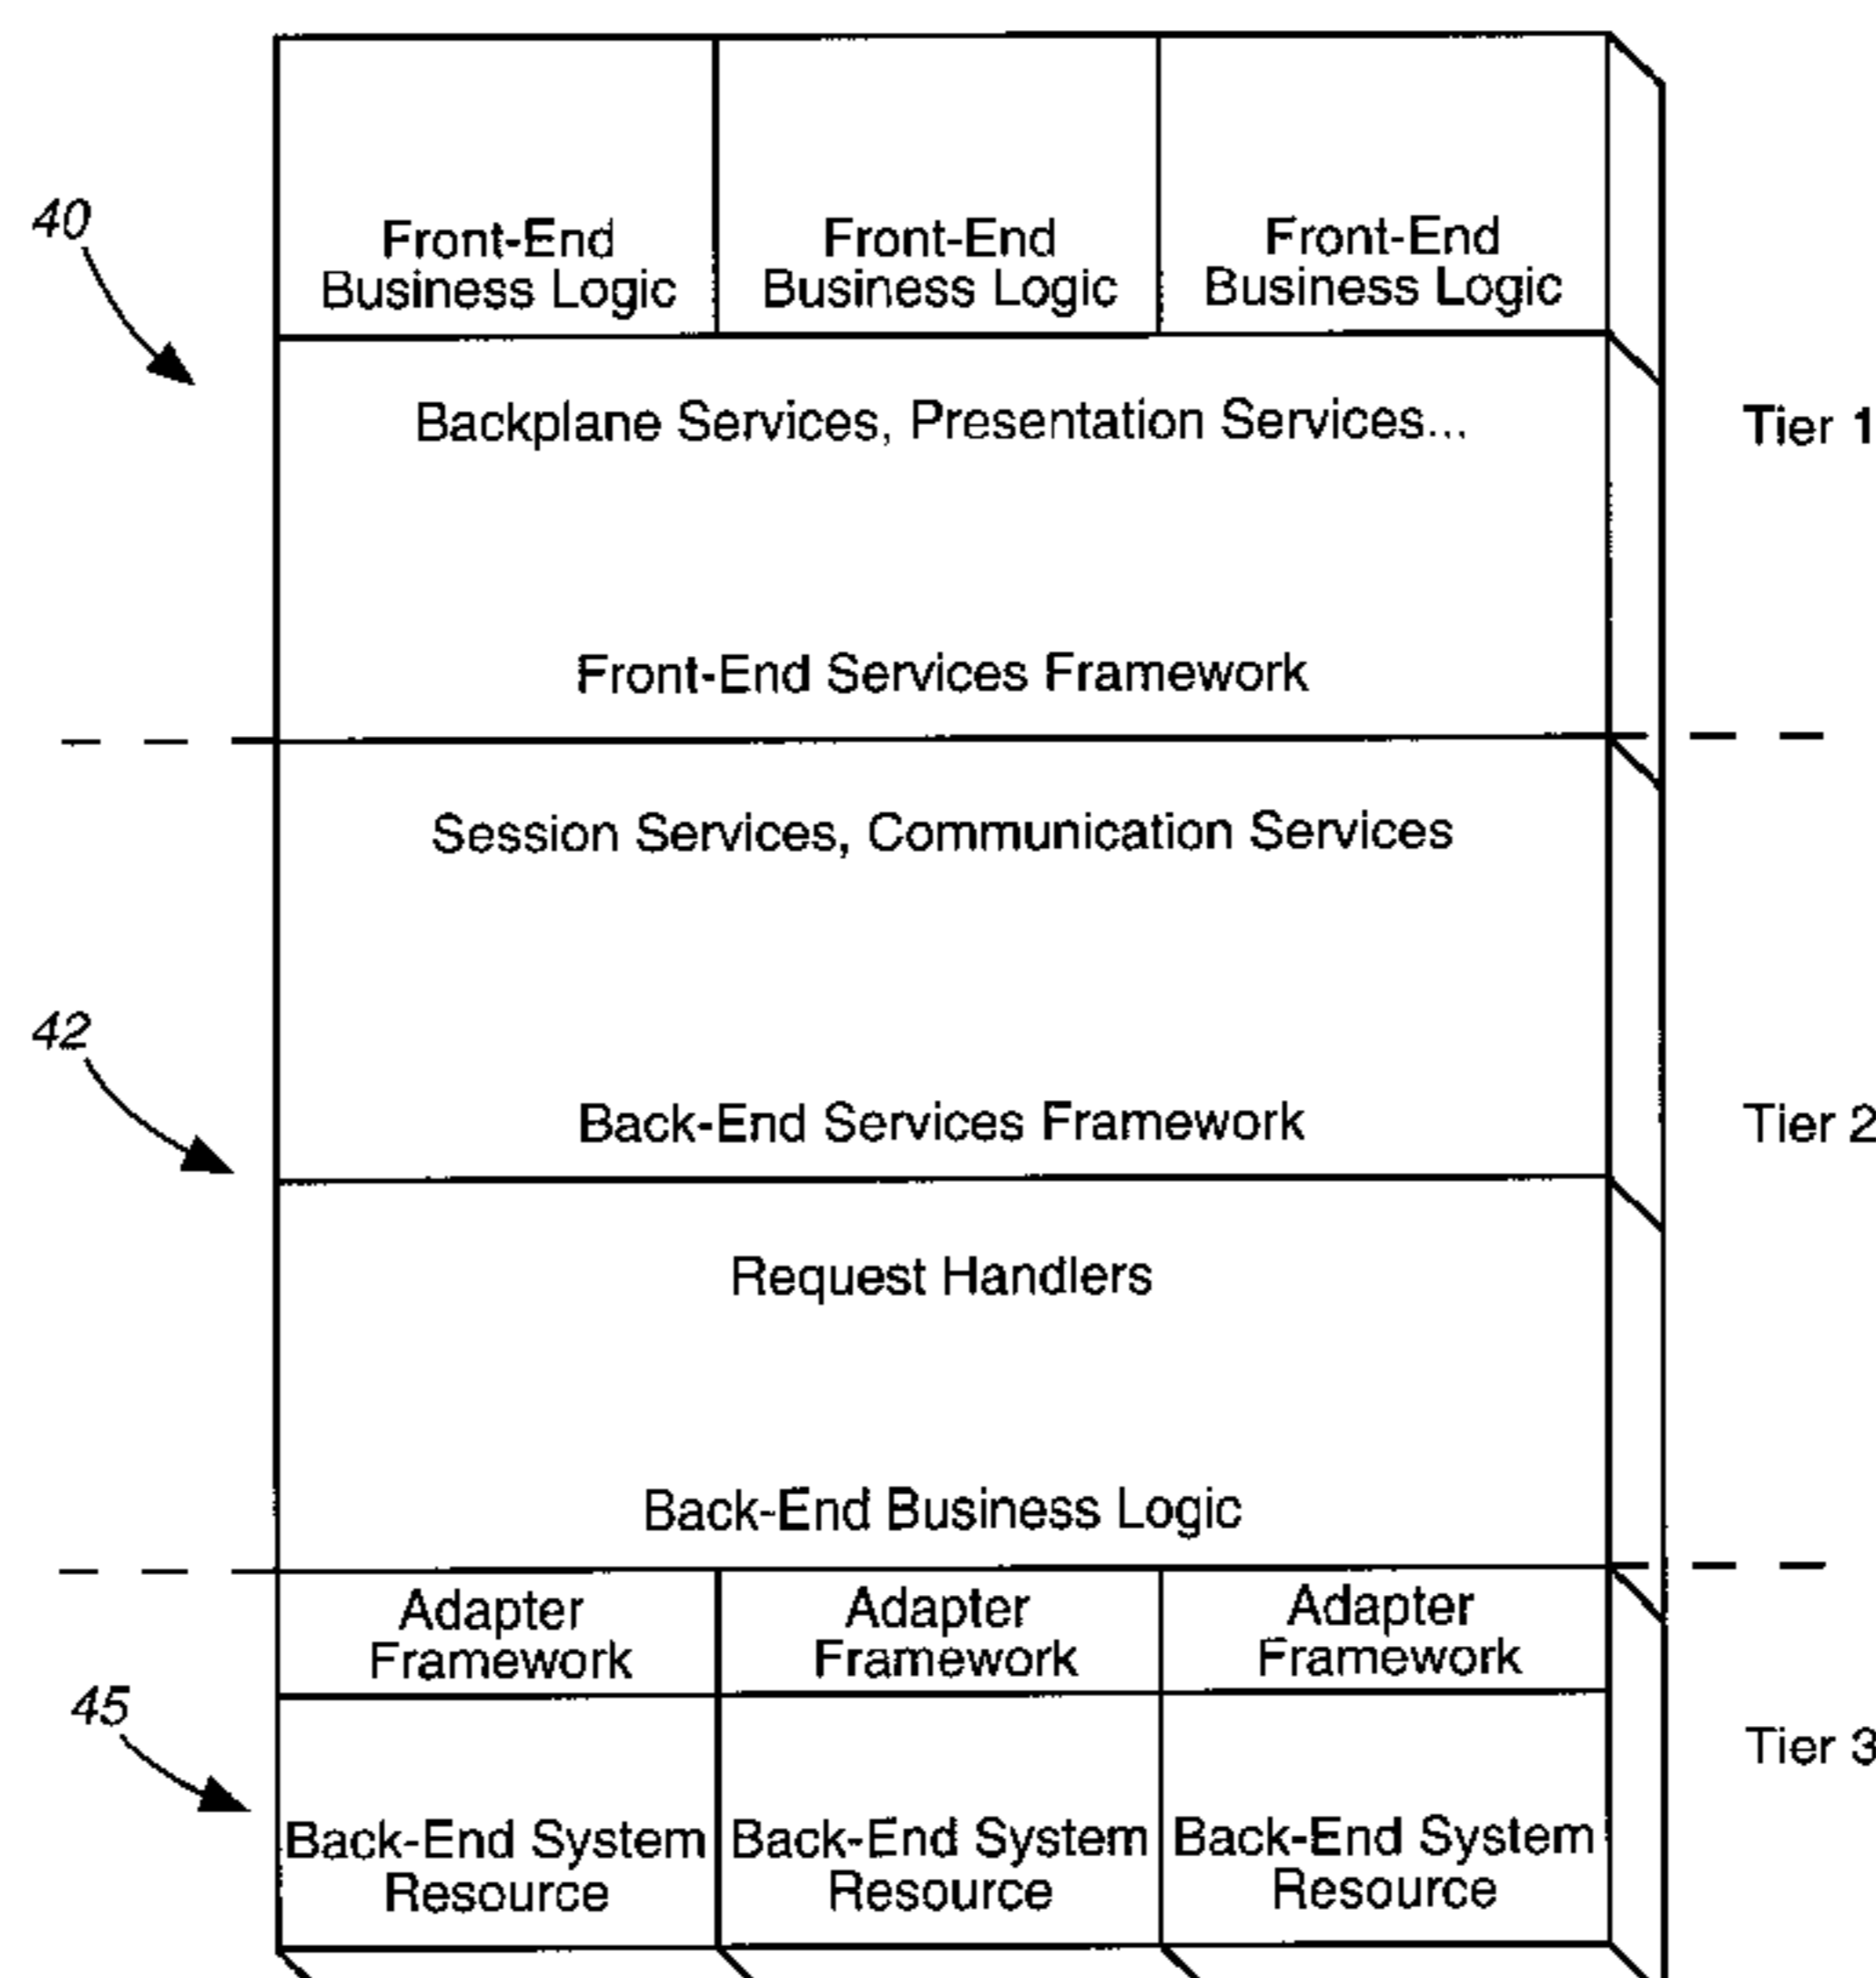 40
Front-End
Business Logic
Front-End
Business Logic
Front-End
Business Logic
Backplane Services, Presentation Services...
Tier 1
Front-End Services Framework
Session Services, Communication Services
42
Back-End Services Framework
Tier 2
Request Handlers
Back-End Business Logic
Adapter
Framework
Adapter
Framework
Adapter
Framework
45
Tier 3
Back-End System
Resource
Back-End System
Resource
Back-End System
Resource